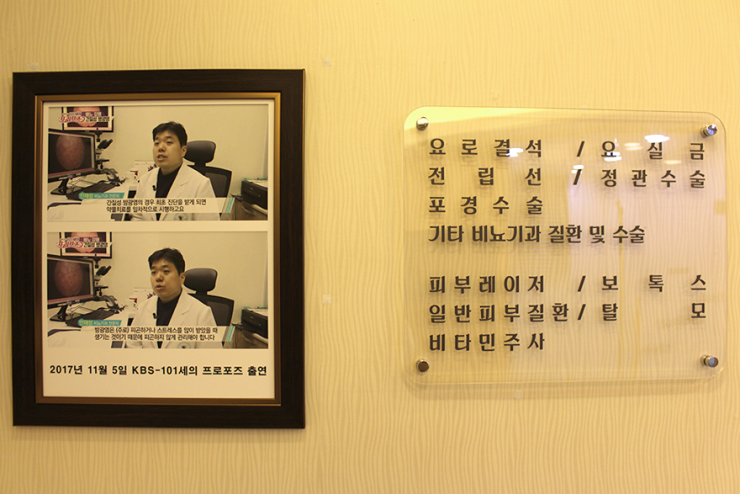 간질성 방광염의 경우 최초 진단을 받게 되면
약물치료를 일차적으로 시행하고요
방광염은 (주로) 피곤하거나 스트레스를 많이 받았을 때
생기는 것이기 때문에 피곤하지 않게 관리해야 합니다
2017년 11월 5일 KBS-101세의 프로포즈 출연
요로결석 / 요실금
전립선 / 정관수술
포경수술
기타 비뇨기과 질환 및 수술
피부레이저 / 보톡스
일반피부질환 / 탈모
비타민주사